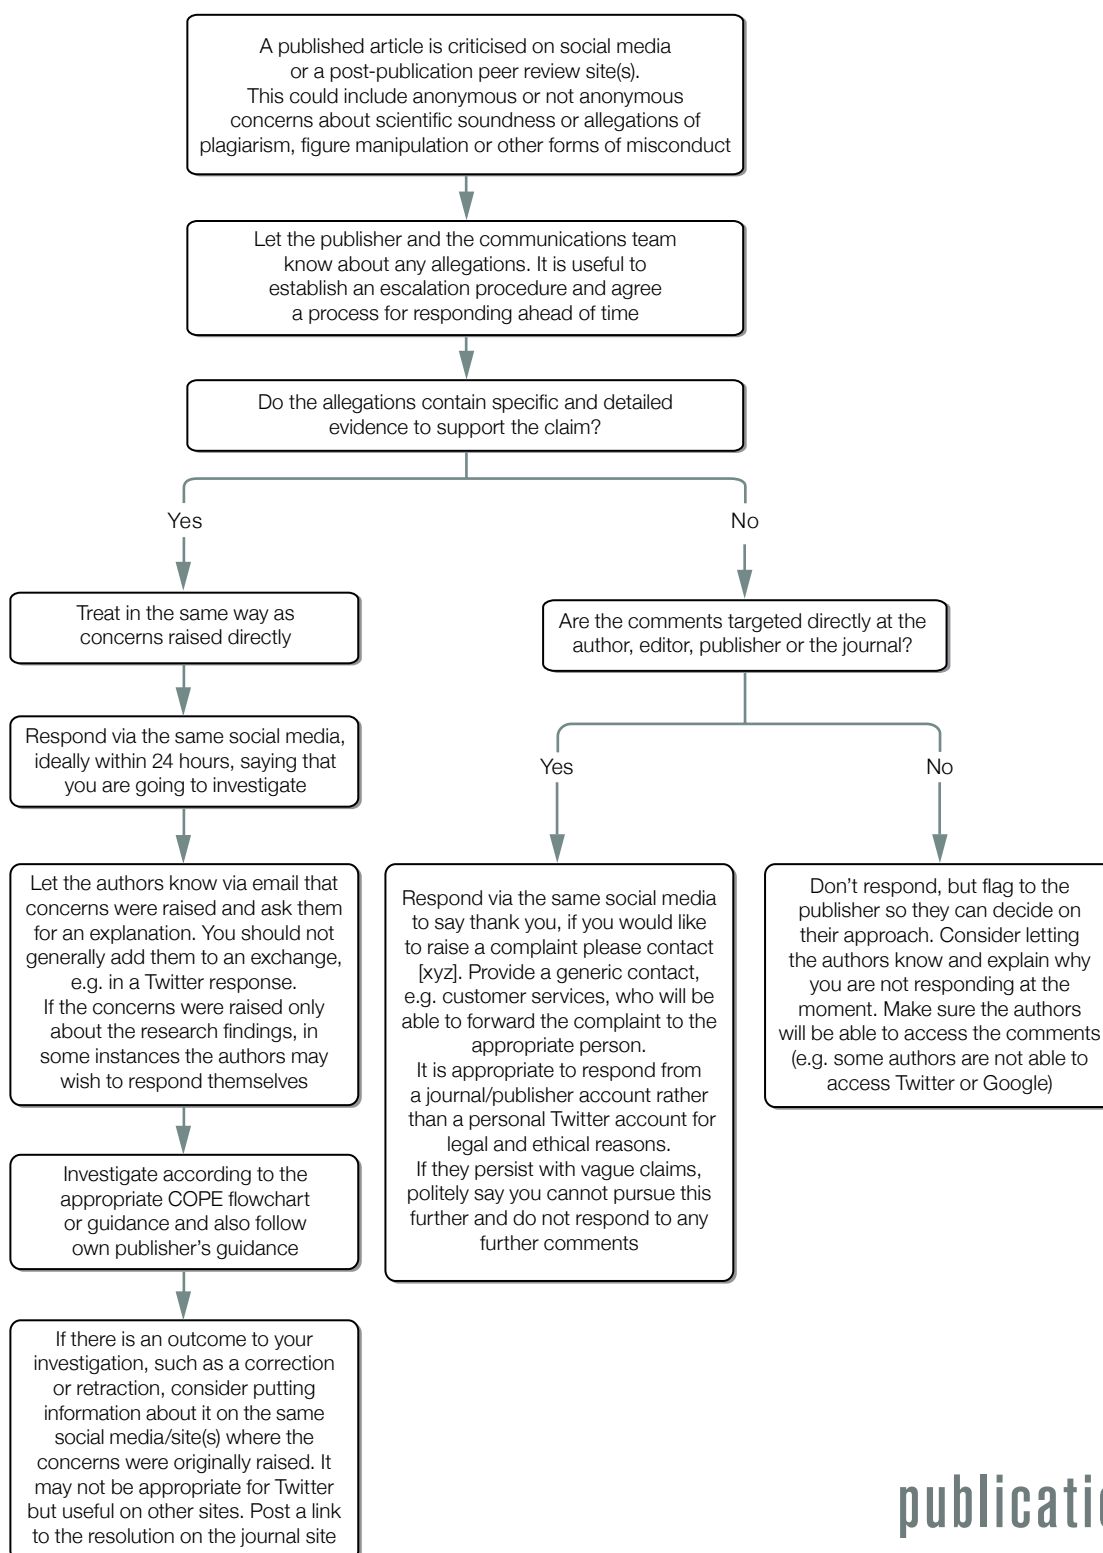 A published article is criticised on social media
or a post-publication peer review site(s).
This could include anonymous or not anonymous
concerns about scientific soundness or allegations of
plagiarism, figure manipulation or other forms of misconduct
Let the publisher and the communications team
know about any allegations. It is useful to
establish an escalation procedure and agree
a process for responding ahead of time
Do the allegations contain specific and detailed
evidence to support the claim?
Yes
No
Treat in the same way as
concerns raised directly
Respond via the same social media,
ideally within 24 hours, saying that
you are going to investigate
Let the authors know via email that
concerns were raised and ask them
for an explanation. You should not
generally add them to an exchange,
e.g. in a Twitter response.
If the concerns were raised only
about the research findings, in
some instances the authors may
wish to respond themselves
Investigate according to the
appropriate COPE flowchart
or guidance and also follow
own publisher's guidance
If there is an outcome to your
investigation, such as a correction
or retraction, consider putting
information about it on the same
social media/site(s) where the
concerns were originally raised. It
may not be appropriate for Twitter
but useful on other sites. Post a link
to the resolution on the journal site
Are the comments targeted directly at the
author, editor, publisher or the journal?
Yes
No
Respond via the same social media
to say thank you, if you would like
to raise a complaint please contact
[xyz]. Provide a generic contact,
e.g. customer services, who will be
able to forward the complaint to the
appropriate person.
It is appropriate to respond from
a journal/publisher account rather
than a personal Twitter account for
legal and ethical reasons.
If they persist with vague claims,
politely say you cannot pursue this
further and do not respond to any
further comments
Don't respond, but flag to the
publisher so they can decide on
their approach. Consider letting
the authors know and explain why
you are not responding at the
moment. Make sure the authors
will be able to access the comments
(e.g. some authors are not able to
access Twitter or Google)